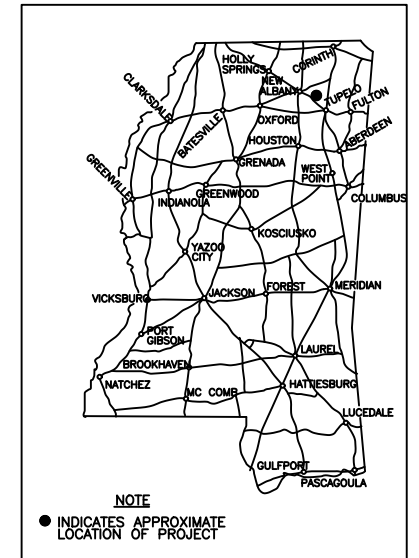 HOLLY
SPRINGS
CORINTH
NEW
ALBANY
TUPELO
FULTON
CLARKSDALE
BATESVILLE
OXFORD
HOUSTON
ABERDEEN
GRENADA
WEST
POINT
GREENVILLE
INDIANOLA
GREENWOOD
COLUMBUS
KOSCIUSKO
YAZOO
CITY
VICKSBURG
JACKSON
FOREST
MERIDIAN
PORT
GIBSON
LAUREL
BROOKHAVEN
NATCHEZ
MC COMB
HATTIESBURG
LUCEDALE
GULFPORT
PASCAGOULA
NOTE
INDICATES APPROXIMATE
LOCATION OF PROJECT